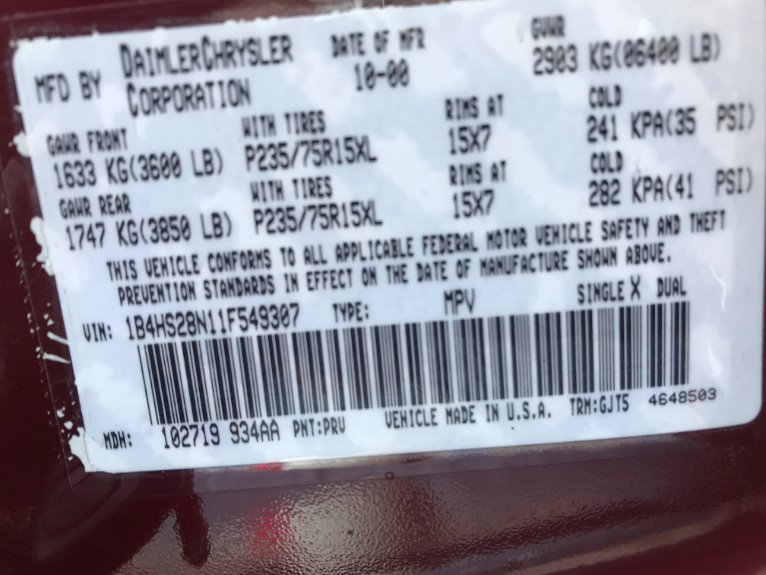 MFD BY DAIMLERCHRYSLER CORPORATION DATE OF MFR 10-00 GVWR 2903 KG(06400 LB)
GAWR FRONT WITH TIRES RIMS AT COLD
1633 KG(3600 LB) P235/75R15XL 15X7 241 KPA(35 PSI)
GAWR REAR WITH TIRES RIMS AT COLD
1747 KG(3850 LB) P235/75R15XL 15X7 282 KPA(41 PSI)
THIS VEHICLE CONFORMS TO ALL APPLICABLE FEDERAL MOTOR VEHICLE SAFETY AND THEFT
PREVENTION STANDARDS IN EFFECT ON THE DATE OF MANUFACTURE SHOWN ABOVE.
VIN: 1B4HS28N11F549307 TYPE: MPV SINGLE X DUAL
MDH: 102719 934AA PNT:PRV VEHICLE MADE IN U.S.A. TRM:GJT5 4648503